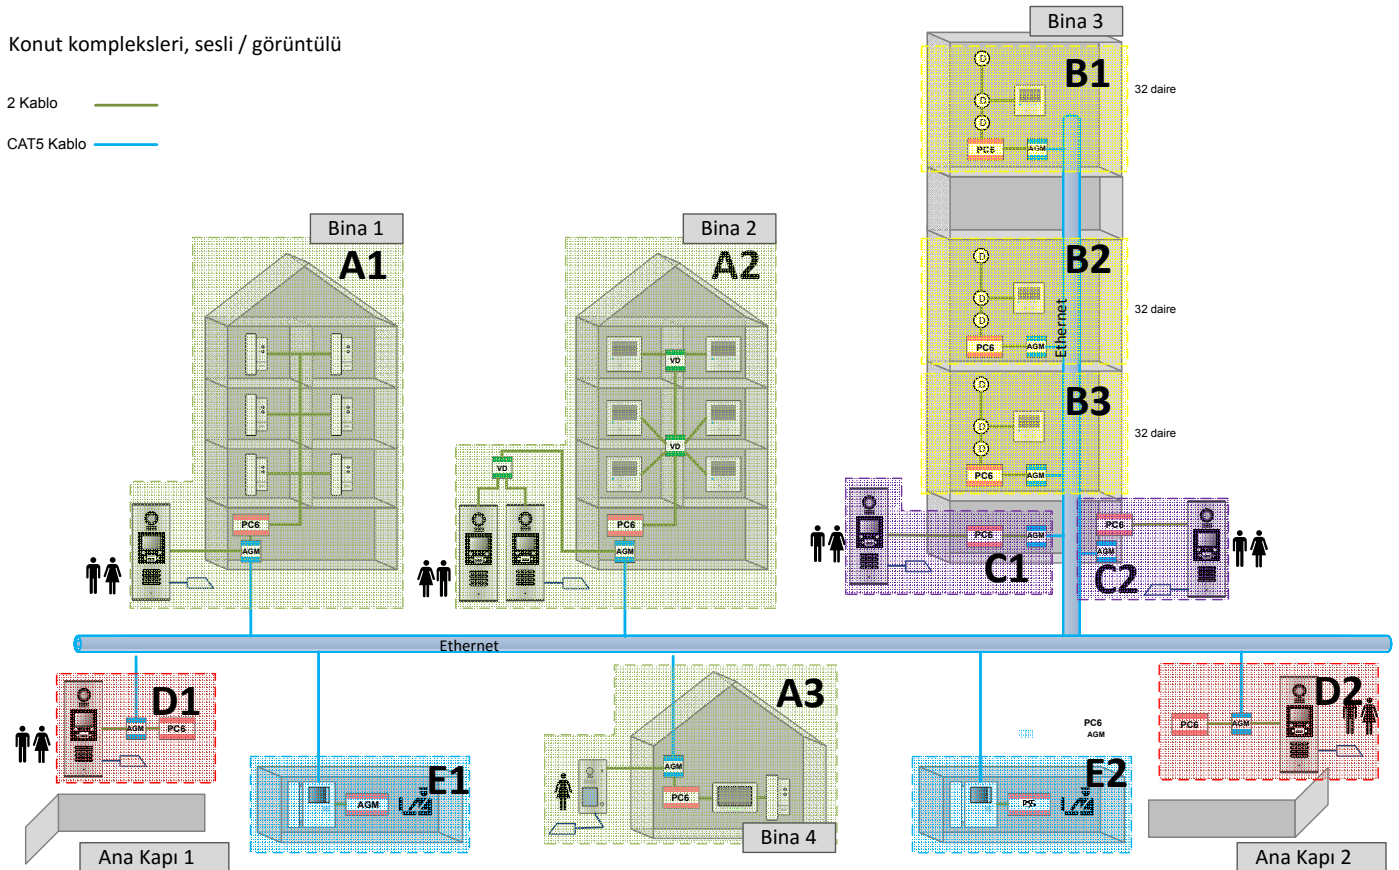 Bina 3
Konut kompleksleri, sesli / görüntülü
2 Kablo
CAT5 Kablo
B1
32 daire
D
D
D
PC6
AGM
Bina 1
A1
Bina 2
A2
B2
32 daire
D
D
D
PC6
AGM
Ethernet
VD
B3
32 daire
D
D
D
PC6
AGM
VD
VD
PC6
AGM
PC6
AGM
PC6
AGM
C1
PC6
AGM
C2
Ethernet
D1
AGM
PC6
A3
AGM
PC6
Bina 4
E1
AGM
PC6
AGM
E2
D2
PC6
AGM
Ana Kapı 1
Ana Kapı 2